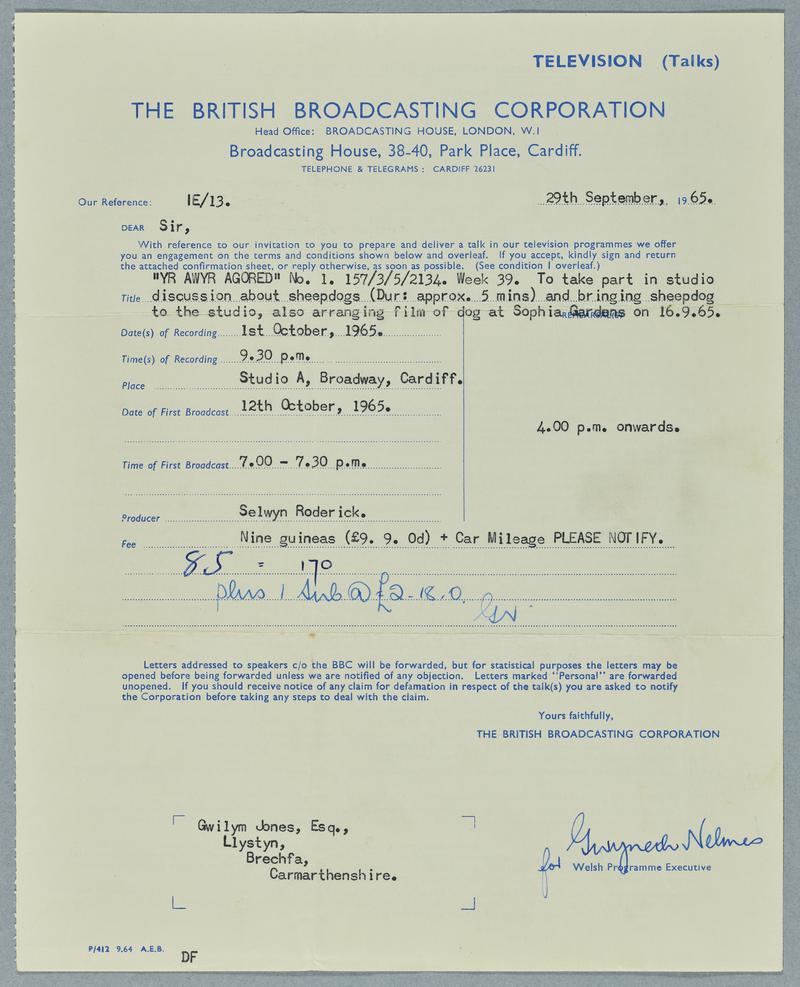 TELEVISION (Talks)
THE BRITISH BROADCASTING CORPORATION
Head Office: BROADCASTING HOUSE, LONDON, W.1
Broadcasting House, 38-40, Park Place, Cardiff.
TELEPHONE & TELEGRAMS: CARDIFF 26231
Our Reference: 1E/13. 29th September, 1965.
DEAR Sir,
With reference to our invitation to you to prepare and deliver a talk in our television programmes we offer
you an engagement on the terms and conditions shown below and overleaf. If you accept, kindly sign and return
the attached confirmation sheet, or reply otherwise, as soon as possible. (See condition 1 overleaf.)
"YR AWYR AGORED" No. 1. 157/3/5/2134. Week 39. To take part in studio
Title discussion about sheepdogs (Dur: approx. 5 mins) and bringing sheepdog
to the studio, also arranging film of dog at Sophia Gardens on 16.9.65.
Date(s) of Recording 1st October, 1965.
Time(s) of Recording 9.30 p.m.
Place Studio A, Broadway, Cardiff.
Date of First Broadcast 12th October, 1965.
4.00 p.m. onwards.
Time of First Broadcast 7.00 - 7.30 p.m.
Producer Selwyn Roderick.
Fee Nine guineas (£9. 9. 0d) + Car Mileage PLEASE NOTIFY.
85 = 170
plus 1 Sub @ £2-18.0.
Letters addressed to speakers c/o the BBC will be forwarded, but for statistical purposes the letters may be
opened before being forwarded unless we are notified of any objection. Letters marked "Personal" are forwarded
unopened. If you should receive notice of any claim for defamation in respect of the talk(s) you are asked to notify
the Corporation before taking any steps to deal with the claim.
Yours faithfully,
THE BRITISH BROADCASTING CORPORATION
Gwilym Jones, Esq.,
Llystyn,
Brechfa,
Carmarthenshire.
Gwyneth Nelmes
for Welsh Programme Executive
P/412 9.64 A.E.B.
DF